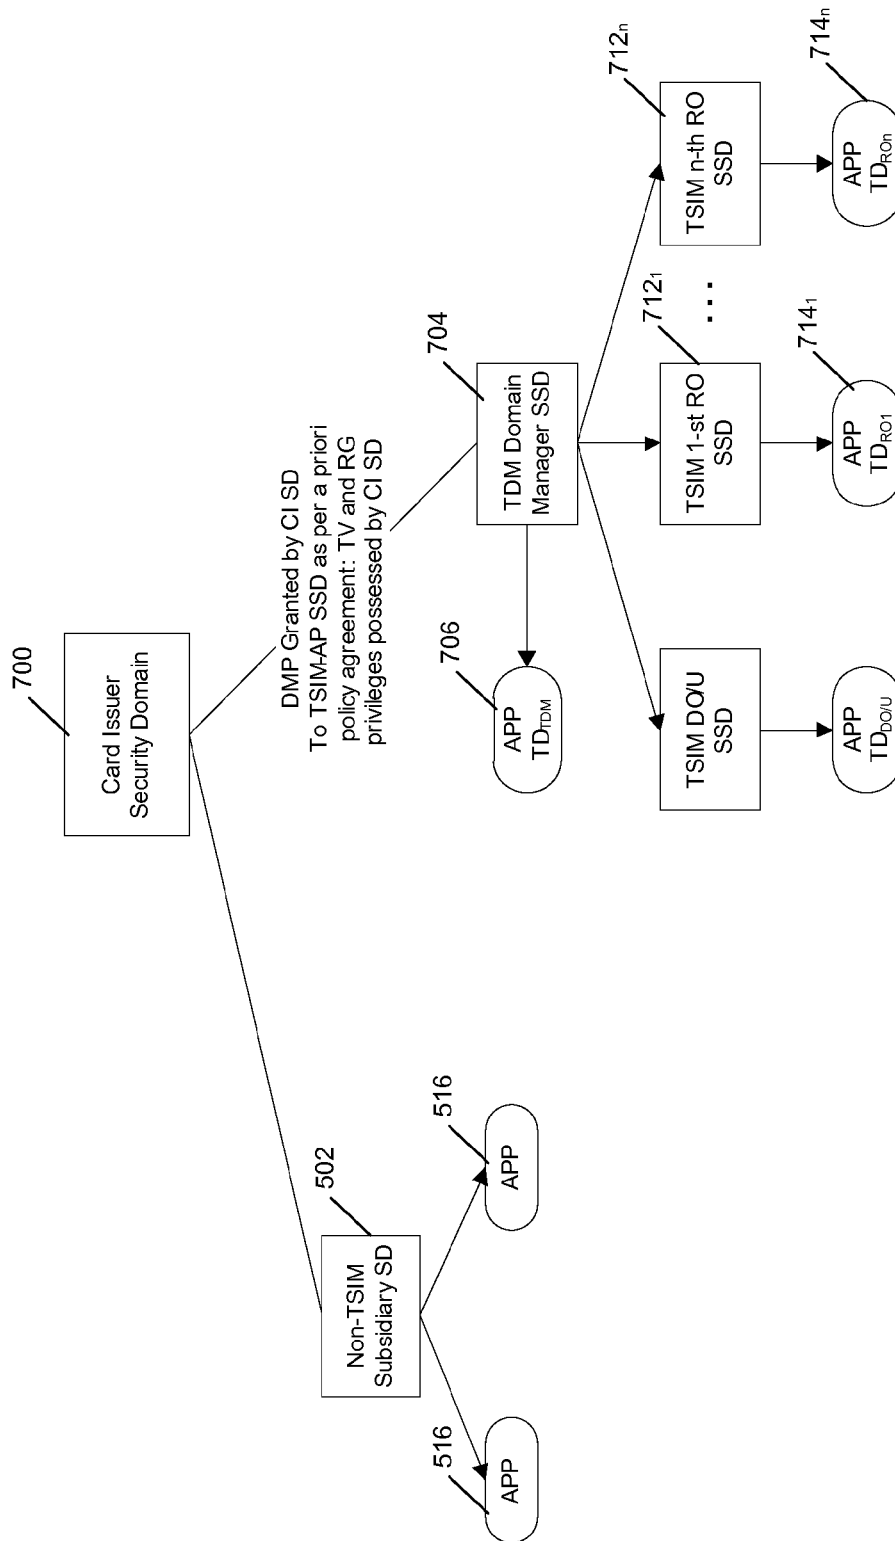 700
Card Issuer
Security Domain
DMP Granted by CI SD
To TSIM-AP SSD as per a priori
policy agreement: TV and RG
privileges possessed by CI SD
502
Non-TSIM
Subsidiary SD
516
APP
516
APP
704
TDM Domain
Manager SSD
706
APP
TD_TDM
TSIM DO/U
SSD
APP
TD_DO/U
712_1
TSIM 1-st RO
SSD
714_1
APP
TD_RO1
...
712_n
TSIM n-th RO
SSD
714_n
APP
TD_ROn